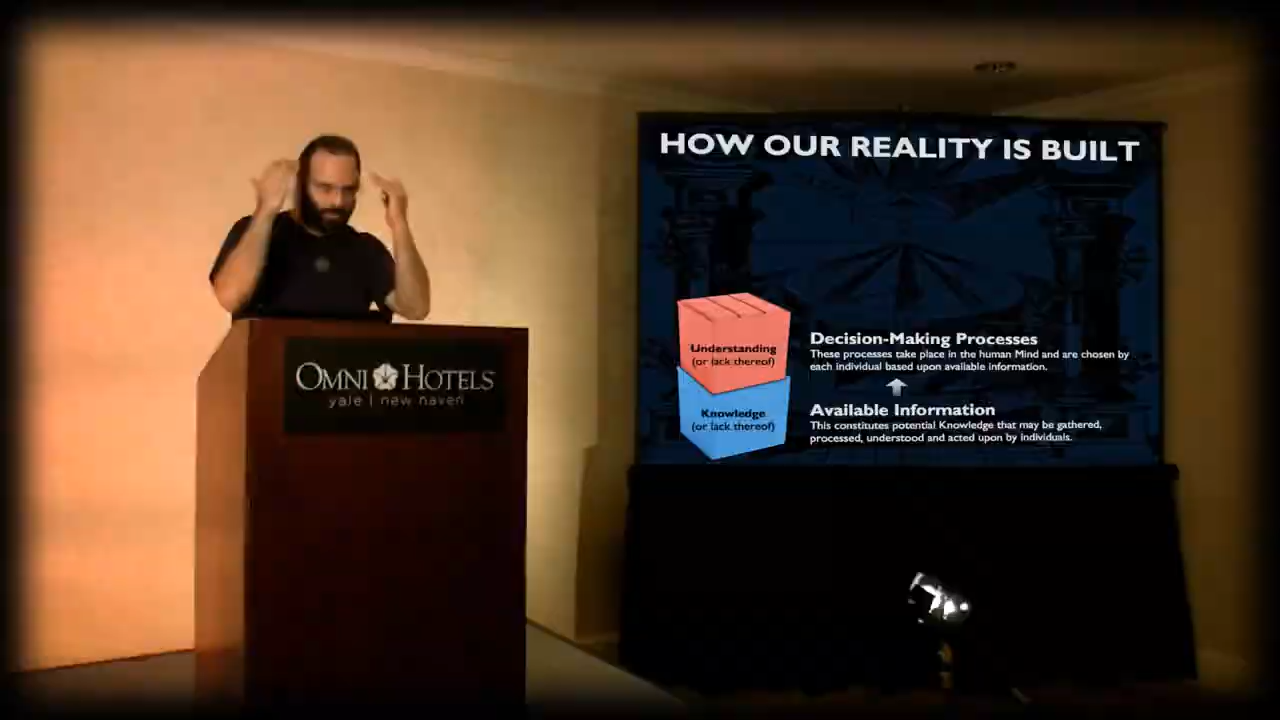 HOW OUR REALITY IS BUILT
Understanding
(or lack thereof)
Decision-Making Processes
These processes take place in the human Mind and are chosen by
each individual based upon available information.
Knowledge
(or lack thereof)
Available Information
This constitutes potential Knowledge that may be gathered,
processed, understood and acted upon by individuals.
OMNI HOTELS
yale | new haven